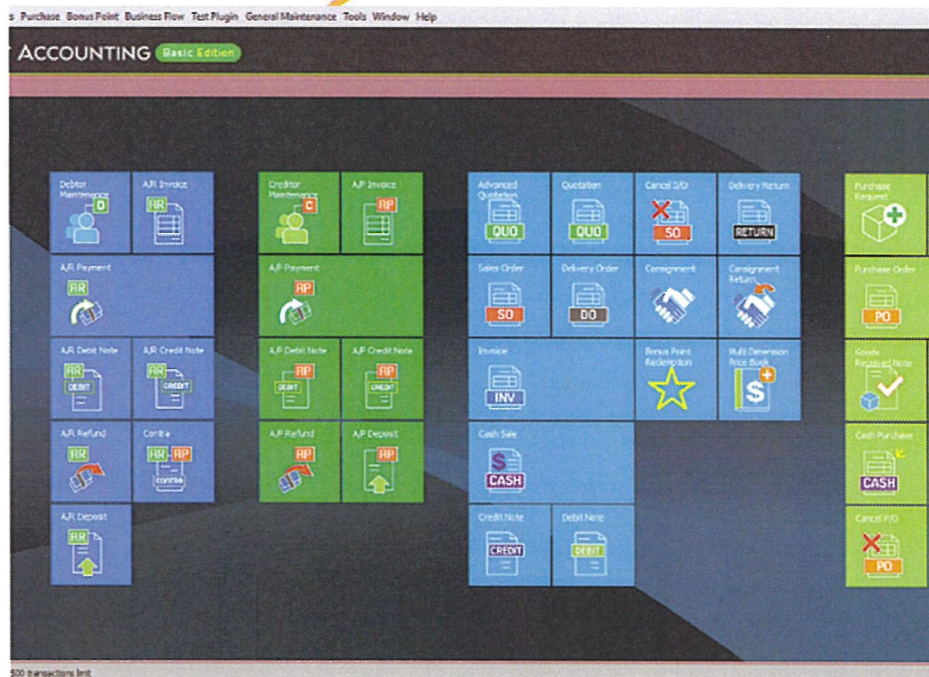 s Purchase Bonus Point Business Flow Test Plugin General Maintenance Tools Window Help
ACCOUNTING Basic Edition
Debtor Maintenance
D
A/R Invoice
AR
A/R Payment
AR
A/R Debit Note
AR
DEBIT
A/R Credit Note
AR
CREDIT
A/R Refund
AR
Contra
AR
RP
contra
A/R Deposit
AR
Creditor Maintenance
C
A/P Invoice
AP
A/P Payment
AP
A/P Debit Note
AP
DEBIT
A/P Credit Note
AP
CREDIT
A/P Refund
AP
A/P Deposit
AP
Advanced Quotation
QUO
Quotation
QUO
Cancel S/O
SO
Delivery Return
RETURN
Sales Order
SO
Delivery Order
DO
Consignment
Consignment Return
Invoice
INV
Bonus Point Redemption
Multi Dimension Price Book
$
Cash Sale
$
CASH
Credit Note
CREDIT
Debit Note
DEBIT
Purchase Request
Purchase Order
PO
Goods Received Note
Cash Purchase
CASH
Cancel P/O
PO
500 transactions limit